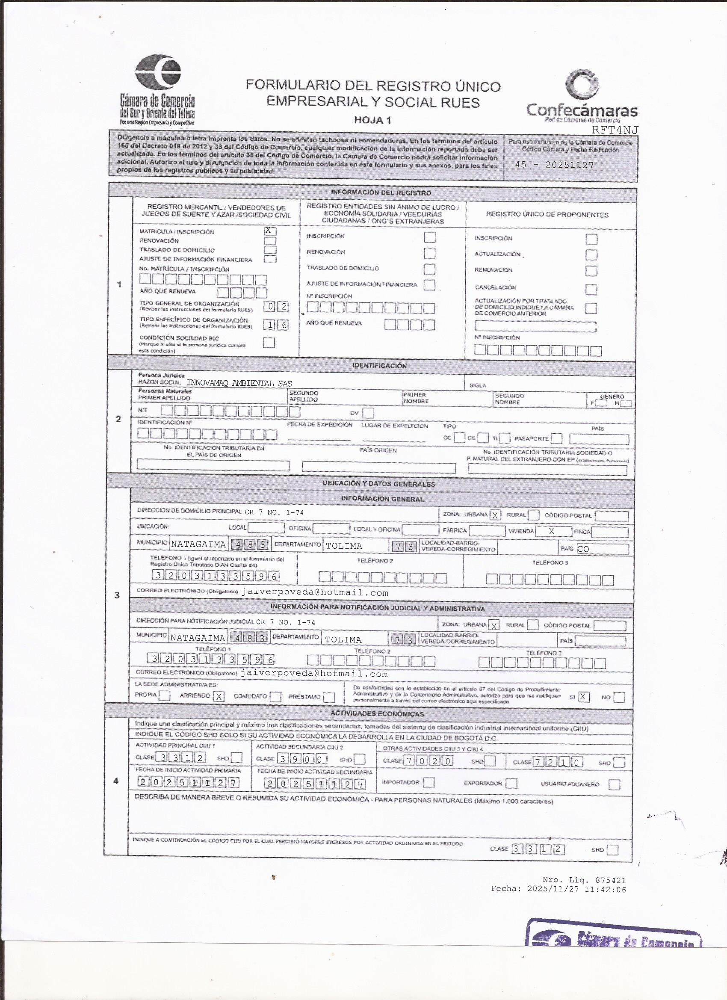 Cámara de Comercio
del Sur y Oriente del Tolima
Por una Región Empresaria y Competitiva
FORMULARIO DEL REGISTRO ÚNICO
EMPRESARIAL Y SOCIAL RUES
HOJA 1
Confecámaras
Red de Cámaras de Comercio
RFT4NJ
Diligencie a máquina o letra imprenta los datos. No se admiten tachones ni enmendaduras. En los términos del artículo
166 del Decreto 019 de 2012 y 33 del Código de Comercio, cualquier modificación de la información reportada debe ser
actualizada. En los términos del artículo 36 del Código de Comercio, la Cámara de Comercio podrá solicitar información
adicional. Autorizo el uso y divulgación de toda la información contenida en este formulario y sus anexos, para los fines
propios de los registros públicos y su publicidad.
Para uso exclusivo de la Cámara de Comercio
Código Cámara y Fecha Radicación
45 - 20251127
INFORMACIÓN DEL REGISTRO
1
REGISTRO MERCANTIL / VENDEDORES DE
JUEGOS DE SUERTE Y AZAR /SOCIEDAD CIVIL
MATRÍCULA / INSCRIPCIÓN X
RENOVACIÓN
TRASLADO DE DOMICILIO
AJUSTE DE INFORMACIÓN FINANCIERA
No. MATRÍCULA / INSCRIPCIÓN
AÑO QUE RENUEVA
TIPO GENERAL DE ORGANIZACIÓN 0 2
(Revisar las instrucciones del formulario RUES)
TIPO ESPECÍFICO DE ORGANIZACIÓN 1 6
(Revisar las instrucciones del formulario RUES)
CONDICIÓN SOCIEDAD BIC
(Marque X sólo si la persona jurídica cumple
esta condición)
REGISTRO ENTIDADES SIN ÁNIMO DE LUCRO /
ECONOMÍA SOLIDARIA / VEEDURÍAS
CIUDADANAS / ONG'S EXTRANJERAS
INSCRIPCIÓN
RENOVACIÓN
TRASLADO DE DOMICILIO
AJUSTE DE INFORMACIÓN FINANCIERA
Nº INSCRIPCIÓN
AÑO QUE RENUEVA
REGISTRO ÚNICO DE PROPONENTES
INSCRIPCIÓN
ACTUALIZACIÓN
RENOVACIÓN
CANCELACIÓN
ACTUALIZACIÓN POR TRASLADO
DE DOMICILIO,INDIQUE LA CÁMARA
DE COMERCIO ANTERIOR
Nº INSCRIPCIÓN
IDENTIFICACIÓN
2
Persona Jurídica
RAZÓN SOCIAL INNOVAMAQ AMBIENTAL SAS
SIGLA
Personas Naturales
PRIMER APELLIDO
SEGUNDO
APELLIDO
PRIMER
NOMBRE
SEGUNDO
NOMBRE
GÉNERO
F M
NIT DV
IDENTIFICACIÓN Nº FECHA DE EXPEDICIÓN LUGAR DE EXPEDICIÓN TIPO PAÍS
CC CE TI PASAPORTE
No. IDENTIFICACIÓN TRIBUTARIA EN
EL PAÍS DE ORIGEN
PAÍS ORIGEN
No. IDENTIFICACIÓN TRIBUTARIA SOCIEDAD O
P. NATURAL DEL EXTRANJERO CON EP (Establecimiento Permanente)
UBICACIÓN Y DATOS GENERALES
3
INFORMACIÓN GENERAL
DIRECCIÓN DE DOMICILIO PRINCIPAL CR 7 NO. 1-74 ZONA: URBANA X RURAL CÓDIGO POSTAL
UBICACIÓN: LOCAL OFICINA LOCAL Y OFICINA FÁBRICA VIVIENDA X FINCA
MUNICIPIO NATAGAIMA 4 8 3 DEPARTAMENTO TOLIMA 7 3 LOCALIDAD-BARRIO-
VEREDA-CORREGIMIENTO PAÍS CO
TELÉFONO 1 (Igual al reportado en el formulario del
Registro Único Tributario DIAN Casilla 44)
3 2 0 3 1 3 3 5 9 6
TELÉFONO 2
TELÉFONO 3
CORREO ELECTRÓNICO (Obligatorio) jaiverpoveda@hotmail.com
INFORMACIÓN PARA NOTIFICACIÓN JUDICIAL Y ADMINISTRATIVA
DIRECCIÓN PARA NOTIFICACIÓN JUDICIAL CR 7 NO. 1-74 ZONA: URBANA X RURAL CÓDIGO POSTAL
MUNICIPIO NATAGAIMA 4 8 3 DEPARTAMENTO TOLIMA 7 3 LOCALIDAD-BARRIO-
VEREDA-CORREGIMIENTO PAÍS
TELÉFONO 1 TELÉFONO 2 TELÉFONO 3
3 2 0 3 1 3 3 5 9 6
CORREO ELECTRÓNICO (Obligatorio) jaiverpoveda@hotmail.com
LA SEDE ADMINISTRATIVA ES:
PROPIA ARRIENDO X COMODATO PRESTAMO
De conformidad con lo establecido en el artículo 67 del Código de Procedimiento
Administrativo y de lo Contencioso Administrativo, autorizo para que me notifiquen
personalmente a través del correo electrónico aquí especificado
SI X NO
ACTIVIDADES ECONÓMICAS
4
Indique una clasificación principal y máximo tres clasificaciones secundarias, tomadas del sistema de clasificación industrial internacional uniforme (CIIU)
INDIQUE EL CÓDIGO SHD SOLO SI SU ACTIVIDAD ECONÓMICA LA DESARROLLA EN LA CIUDAD DE BOGOTÁ D.C.
ACTIVIDAD PRINCIPAL CIIU 1 ACTIVIDAD SECUNDARIA CIIU 2 OTRAS ACTIVIDADES CIIU 3 Y CIIU 4
CLASE 3 3 1 2 SHD CLASE 3 9 0 0 SHD CLASE 7 0 2 0 SHD CLASE 7 2 1 0 SHD
FECHA DE INICIO ACTIVIDAD PRIMARIA FECHA DE INICIO ACTIVIDAD SECUNDARIA
2 0 2 5 1 1 2 7 2 0 2 5 1 1 2 7 IMPORTADOR EXPORTADOR USUARIO ADUANERO
DESCRIBA DE MANERA BREVE O RESUMIDA SU ACTIVIDAD ECONÓMICA - PARA PERSONAS NATURALES (Máximo 1.000 caracteres)
INDIQUE A CONTINUACIÓN EL CÓDIGO CIIU POR EL CUAL PERCIBIÓ MAYORES INGRESOS POR ACTIVIDAD ORDINARIA EN EL PERIODO
CLASE 3 3 1 2 SHD
Nro. Liq. 875421
Fecha: 2025/11/27 11:42:06
Cámara de Comercio